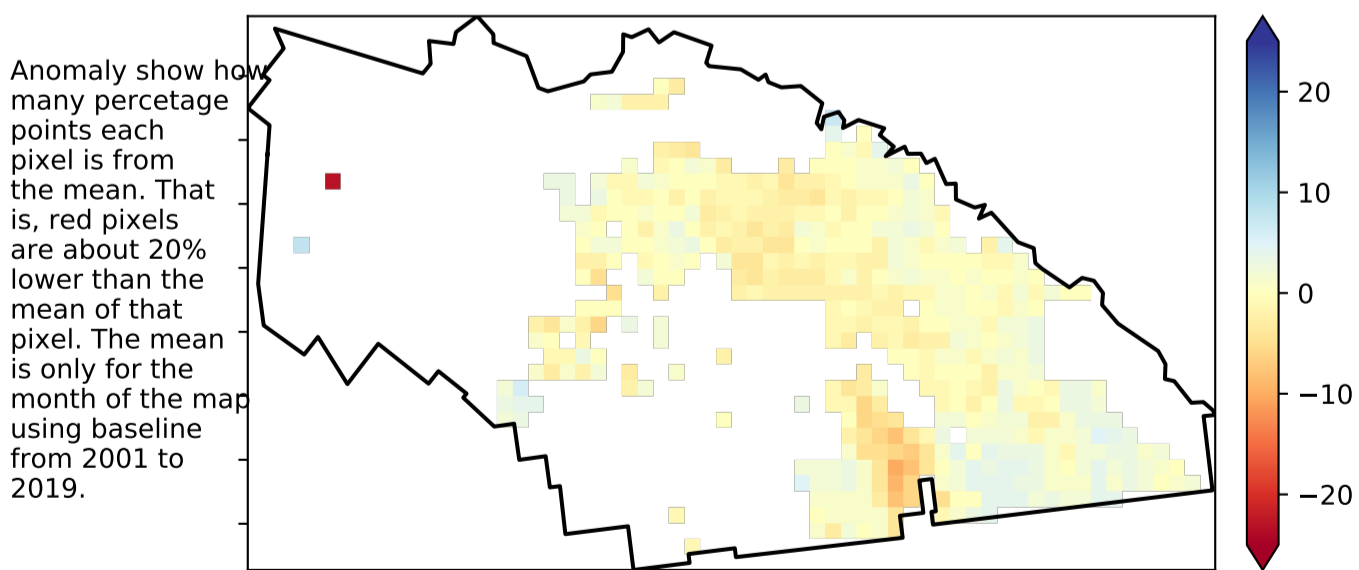 Anomaly show how
many percetage
points each
pixel is from
the mean. That
is, red pixels
are about 20%
lower than the
mean of that
pixel. The mean
is only for the
month of the map
using baseline
from 2001 to
2019.
20
10
0
−10
−20